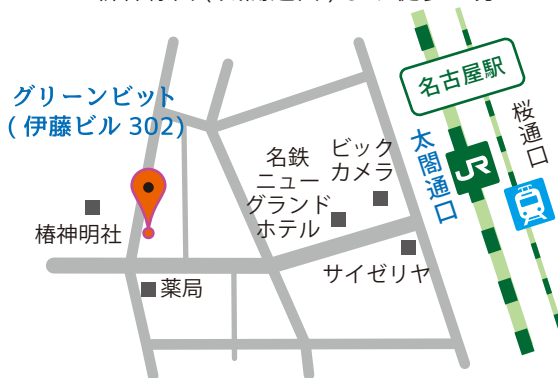 名古屋駅
グリーンビット
( 伊藤ビル 302)
桜通口
太閤通口
JR
ビック
カメラ
名鉄
ニュー
グランド
ホテル
椿神明社
サイゼリヤ
薬局